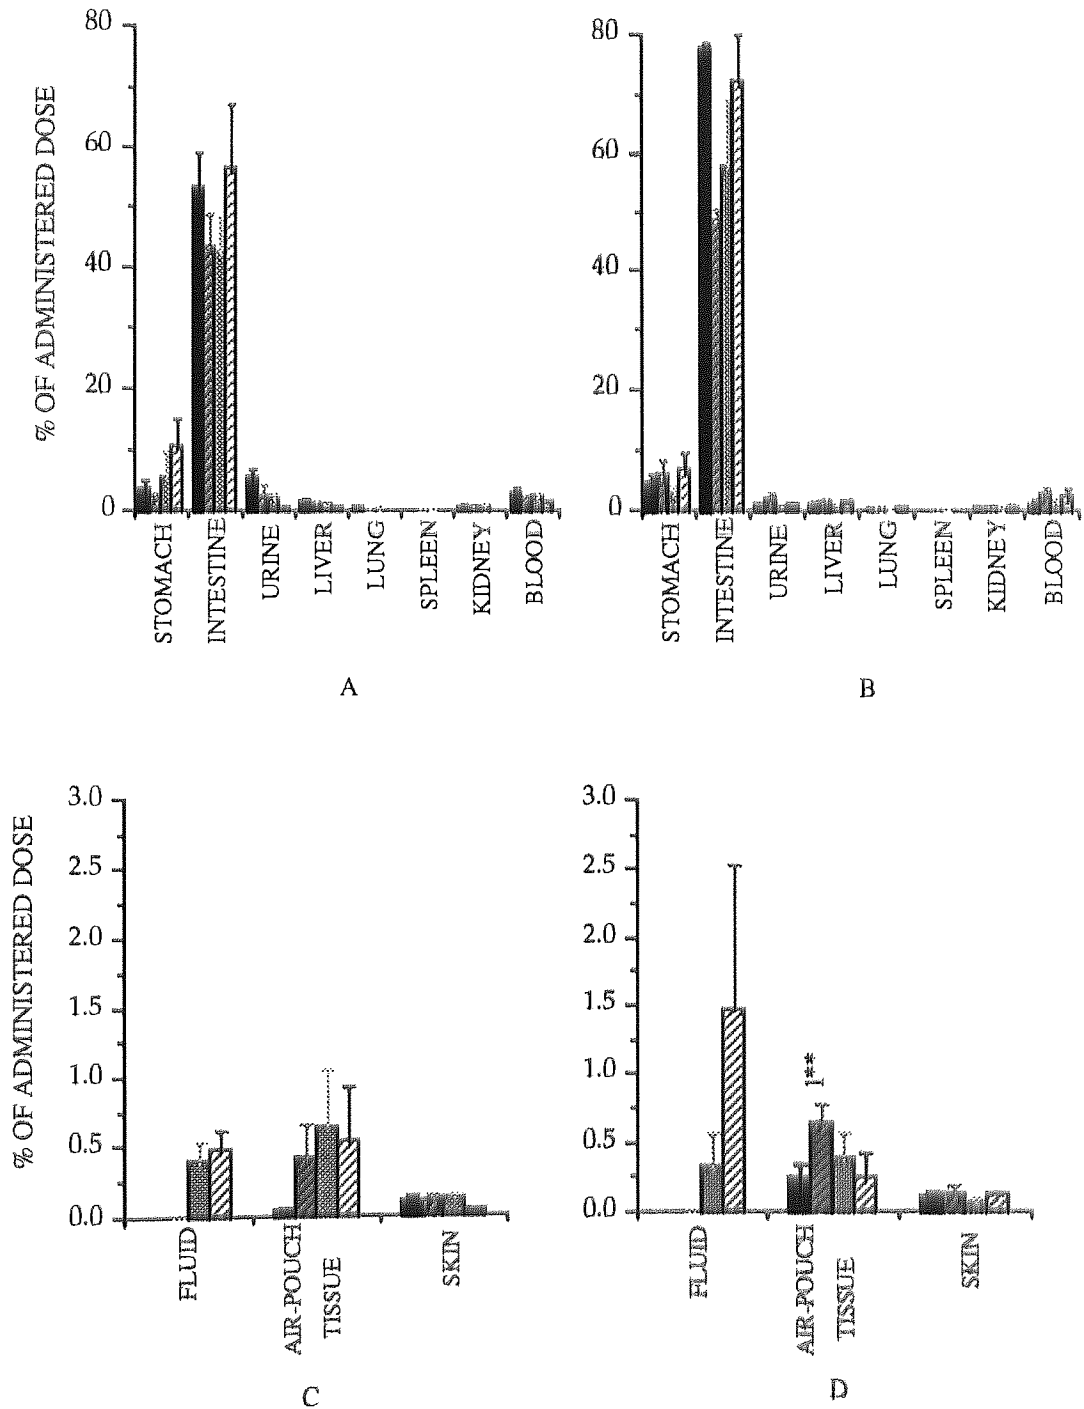 % OF ADMINISTERED DOSE
80
60
40
20
0
STOMACH
INTESTINE
URINE
LIVER
LUNG
SPLEEN
KIDNEY
BLOOD
A
80
60
40
20
0
STOMACH
INTESTINE
URINE
LIVER
LUNG
SPLEEN
KIDNEY
BLOOD
B
% OF ADMINISTERED DOSE
3.0
2.5
2.0
1.5
1.0
0.5
0.0
FLUID
AIR-POUCH
TISSUE
SKIN
C
3.0
2.5
2.0
1.5
1.0
0.5
0.0
1**
FLUID
AIR-POUCH
TISSUE
SKIN
D